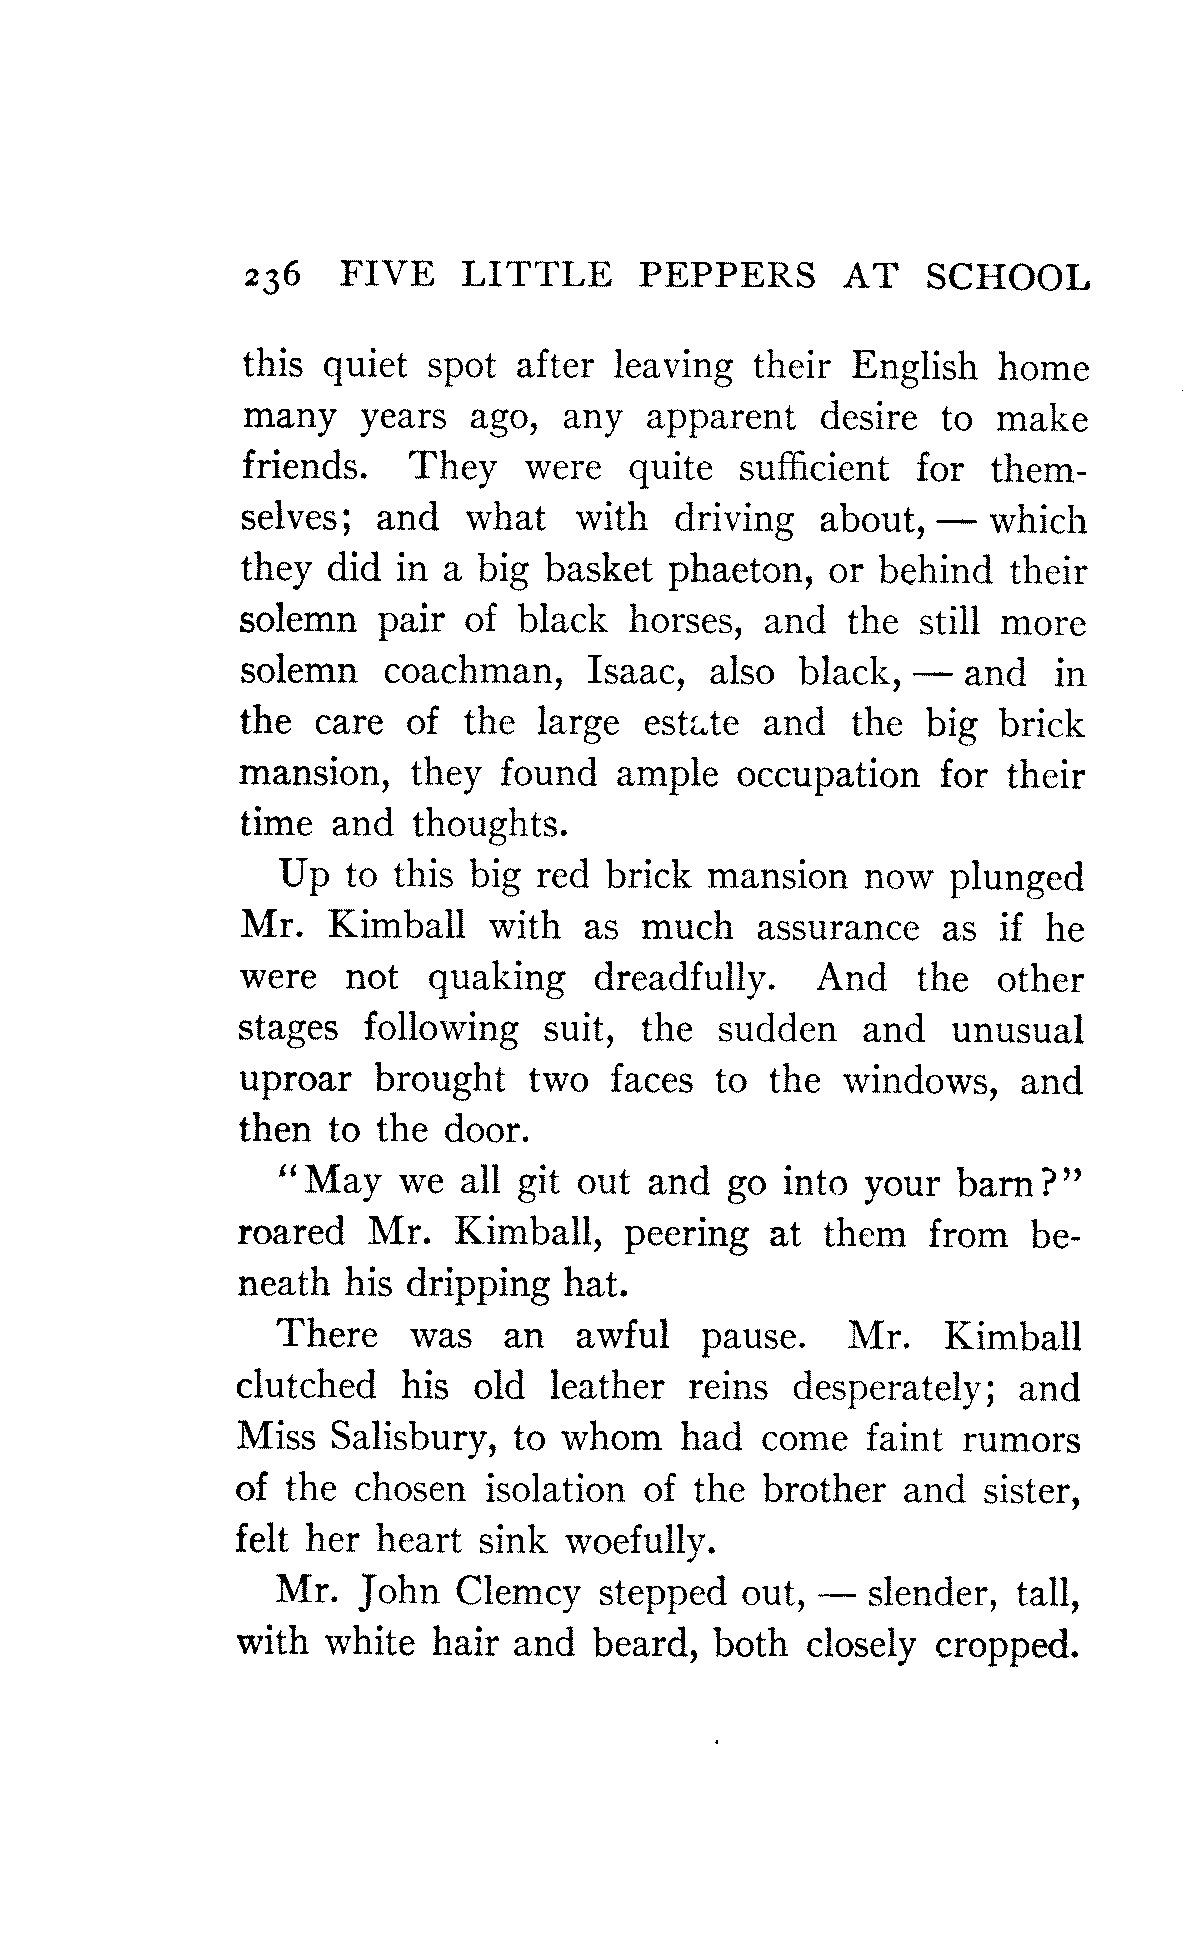 236 FIVE LITTLE PEPPERS AT SCHOOL
this quiet spot after leaving their English home
many years ago, any apparent desire to make
friends. They were quite sufficient for them-
selves; and what with driving about, — which
they did in a big basket phaeton, or behind their
solemn pair of black horses, and the still more
solemn coachman, Isaac, also black, — and in
the care of the large estate and the big brick
mansion, they found ample occupation for their
time and thoughts.
Up to this big red brick mansion now plunged
Mr. Kimball with as much assurance as if he
were not quaking dreadfully. And the other
stages following suit, the sudden and unusual
uproar brought two faces to the windows, and
then to the door.
"May we all git out and go into your barn?"
roared Mr. Kimball, peering at them from be-
neath his dripping hat.
There was an awful pause. Mr. Kimball
clutched his old leather reins desperately; and
Miss Salisbury, to whom had come faint rumors
of the chosen isolation of the brother and sister,
felt her heart sink woefully.
Mr. John Clemcy stepped out, — slender, tall,
with white hair and beard, both closely cropped.